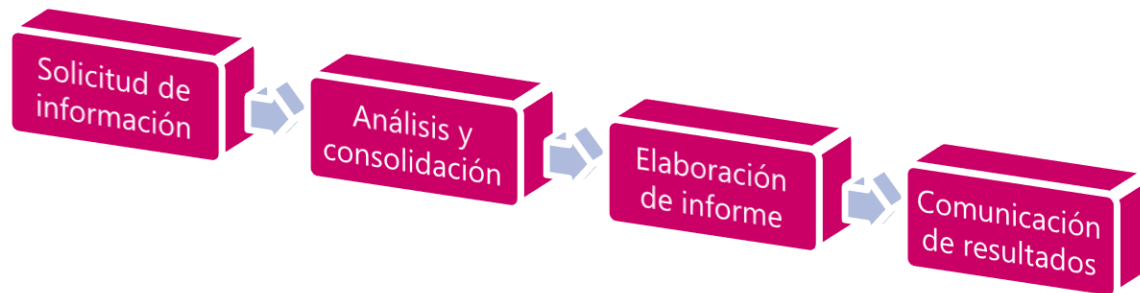 Solicitud de
información
Análisis y
consolidación
Elaboración
de informe
Comunicación
de resultados